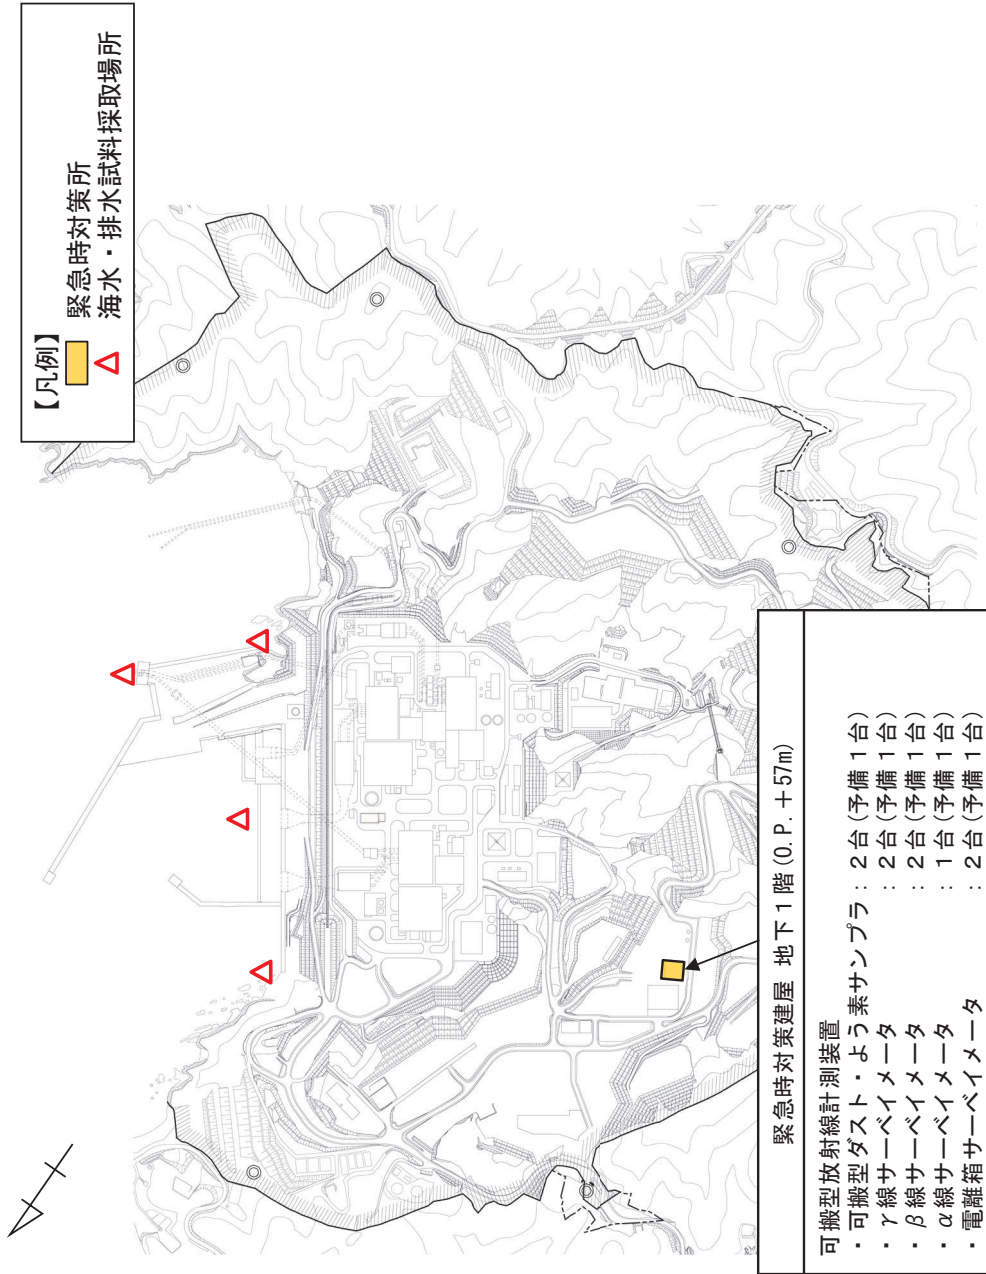 【凡例】
緊急時対策所
海水・排水試料採取場所
緊急時対策建屋 地下1階(O.P.+57m)
可搬型放射線計測装置
・可搬型ダスト・よう素サンプラ:2台(予備1台)
・γ線サーベイメータ:2台(予備1台)
・β線サーベイメータ:2台(予備1台)
・α線サーベイメータ:1台(予備1台)
・電離箱サーベイメータ:2台(予備1台)